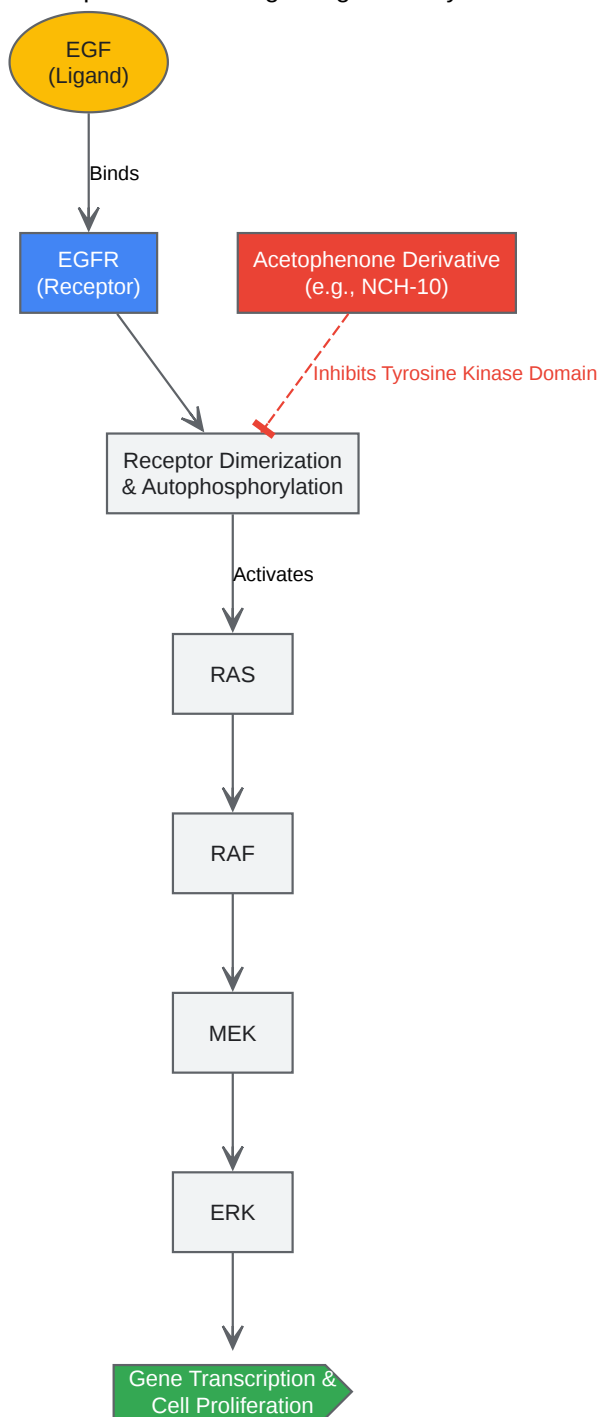 EGF
(Ligand)
Binds
EGFR
(Receptor)
Acetophenone Derivative
(e.g., NCH-10)
Inhibits Tyrosine Kinase Domain
Receptor Dimerization
& Autophosphorylation
Activates
RAS
RAF
MEK
ERK
Gene Transcription &
Cell Proliferation